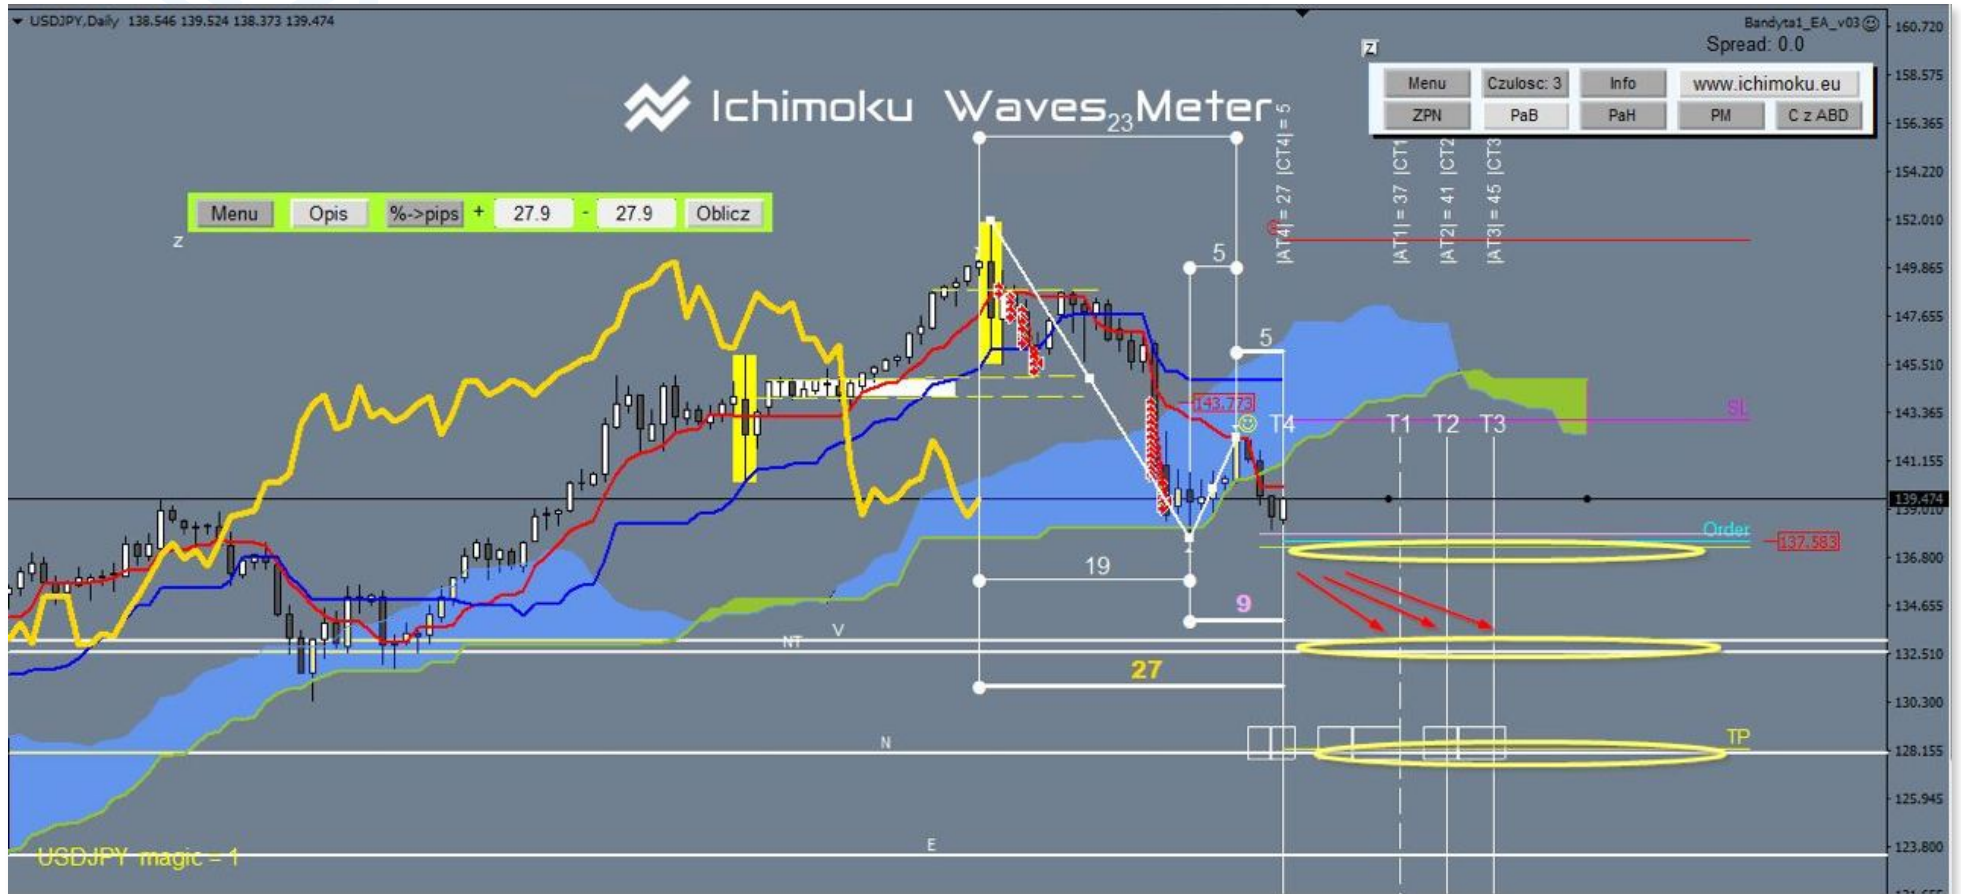 USDJPY,Daily 138.546 139.524 138.373 139.474
Bandyta1_EA_v03
Spread: 0.0
Z
Menu Czulosc: 3 Info www.ichimoku.eu
ZPN PaB PaH PM C z ABD
Ichimoku Waves Meter
23
Menu Opis %->pips + 27.9 - 27.9 Oblicz
z
|AT4|= 27 |CT4|= 5
|AT1|= 37 |CT1
|AT2|= 41 |CT2
|AT3|= 45 |CT3
5
5
143.773
SL
T4 T1 T2 T3
Order
137.583
19
9
V
NT
27
N
TP
E
USDJPY magic = 1
160.720
158.575
156.365
154.220
152.010
149.865
147.655
145.510
143.365
141.155
139.474
139.010
136.800
134.655
132.510
130.300
128.155
125.945
123.800